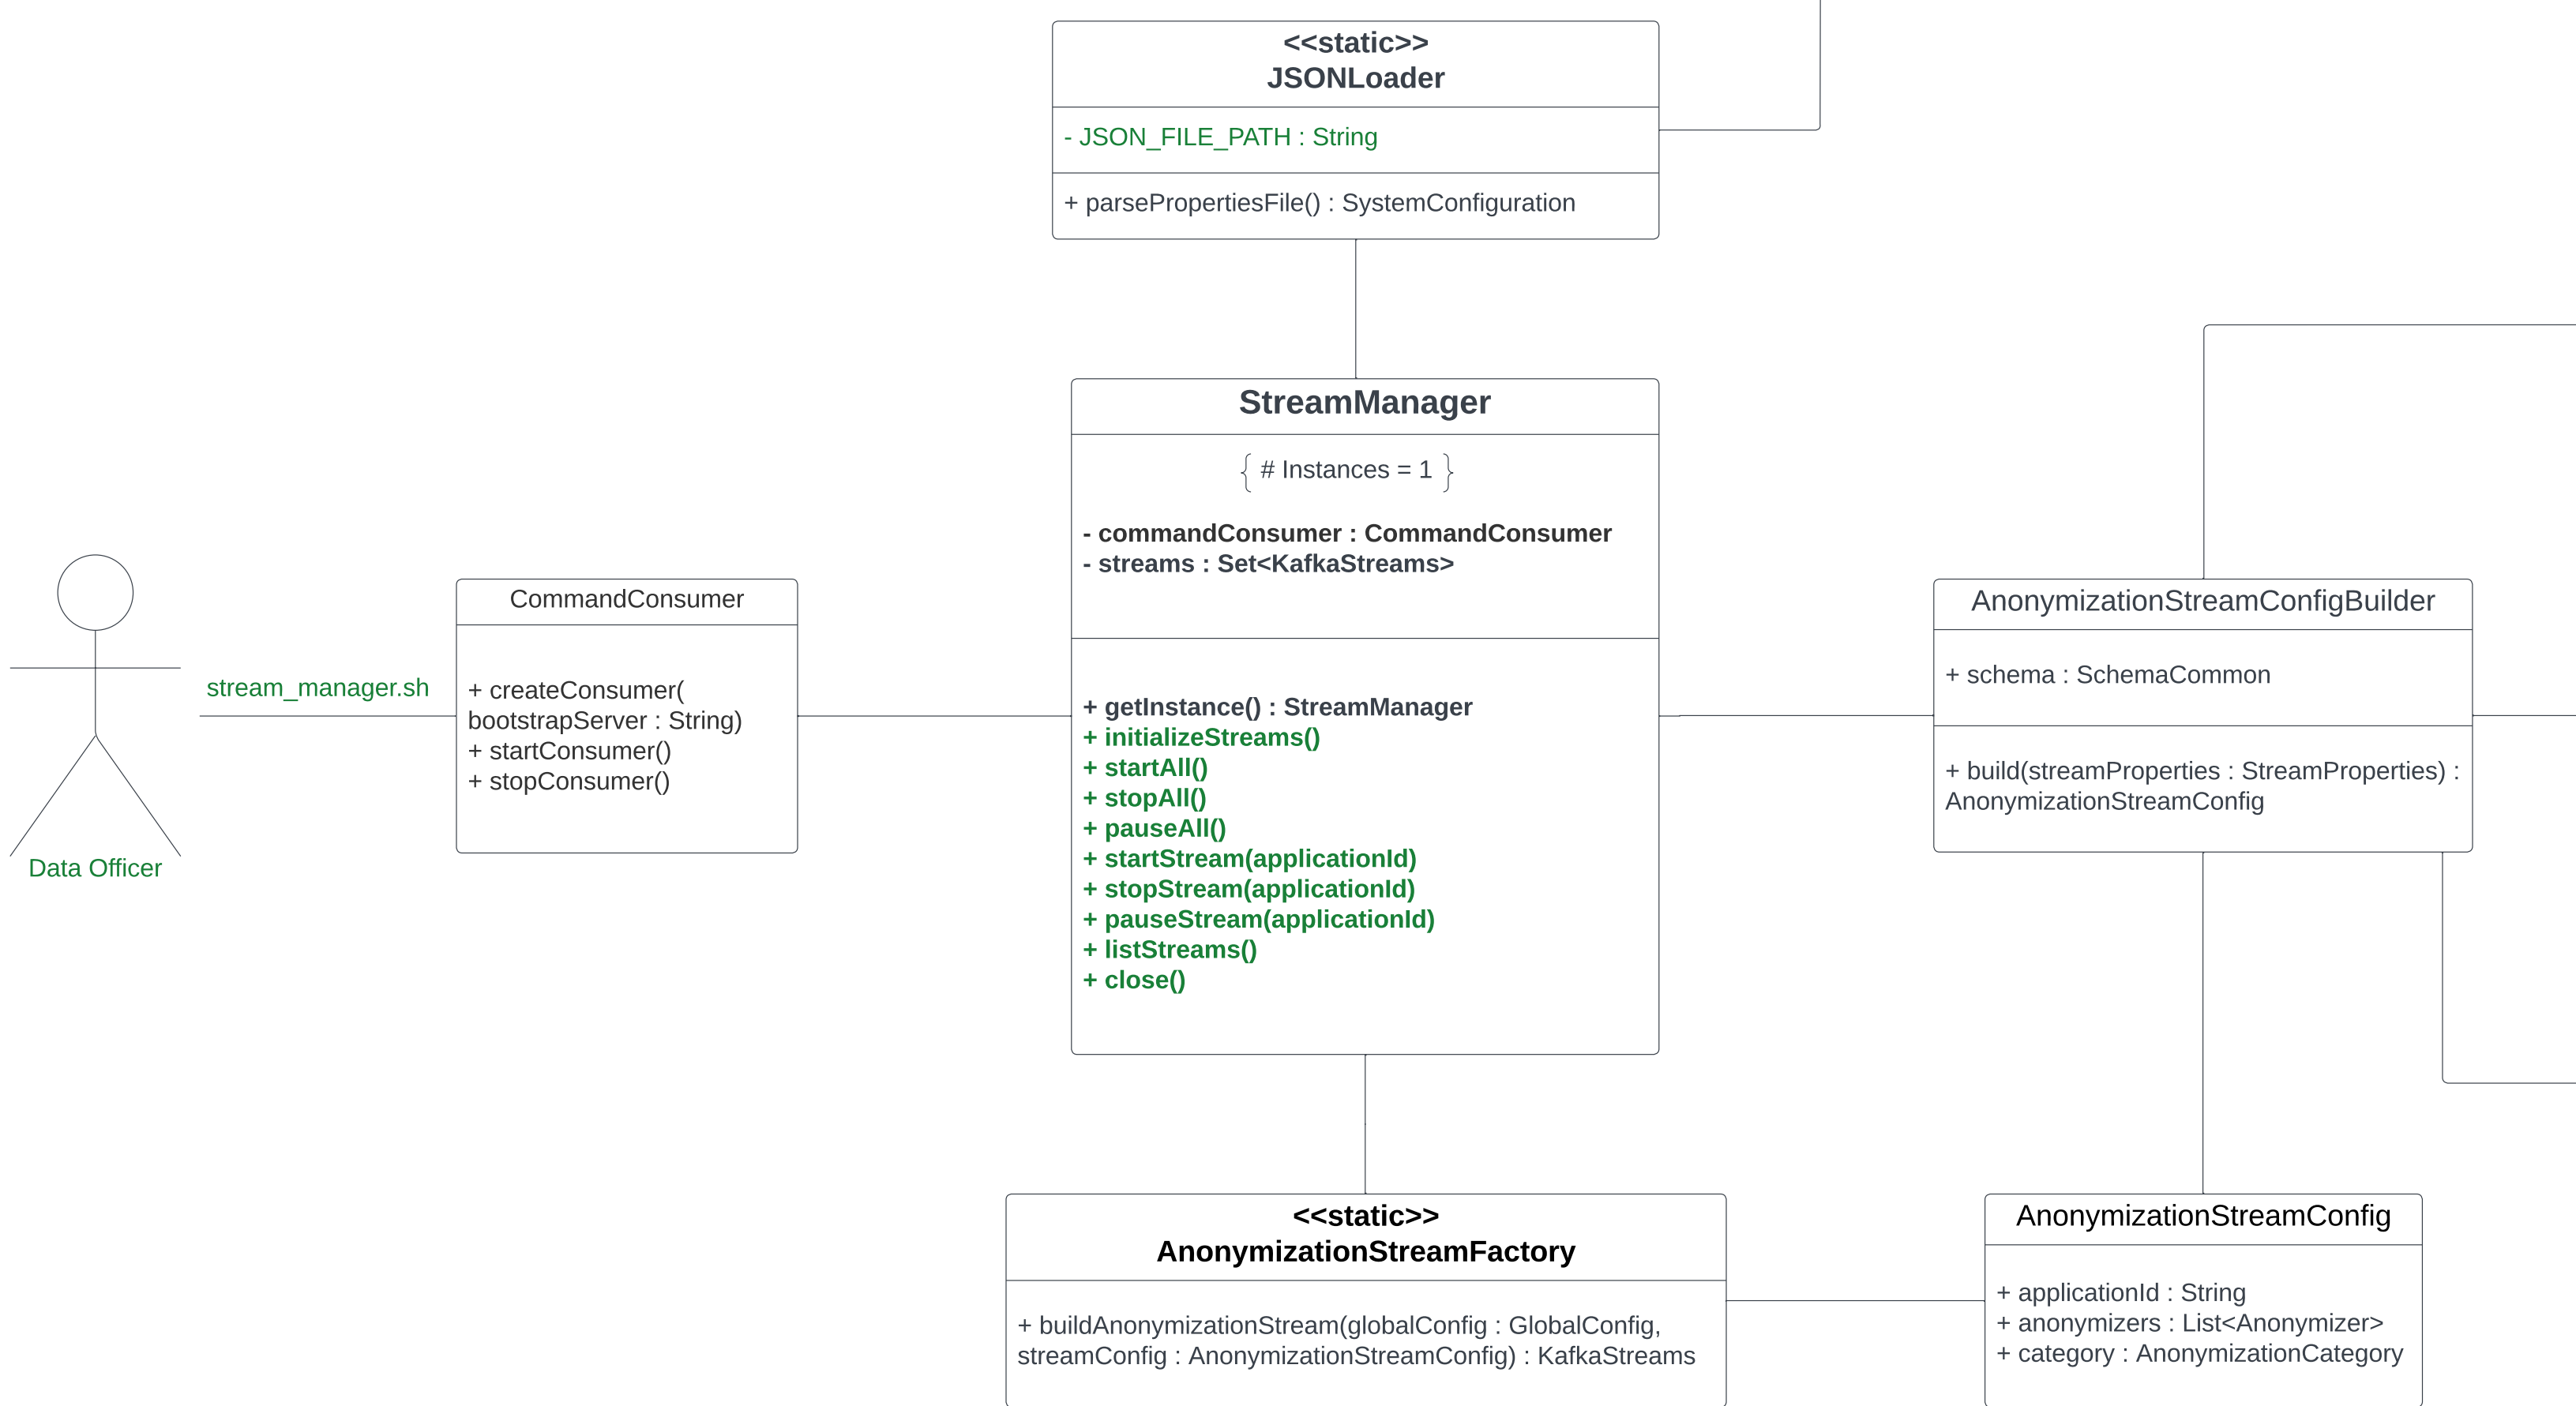 <<static>>
JSONLoader
- JSON_FILE_PATH : String
+ parsePropertiesFile() : SystemConfiguration
StreamManager
{ # Instances = 1 }
- commandConsumer : CommandConsumer
- streams : Set<KafkaStreams>
+ getInstance() : StreamManager
+ initializeStreams()
+ startAll()
+ stopAll()
+ pauseAll()
+ startStream(applicationId)
+ stopStream(applicationId)
+ pauseStream(applicationId)
+ listStreams()
+ close()
Data Officer
stream_manager.sh
CommandConsumer
+ createConsumer(
bootstrapServer : String)
+ startConsumer()
+ stopConsumer()
AnonymizationStreamConfigBuilder
+ schema : SchemaCommon
+ build(streamProperties : StreamProperties) :
AnonymizationStreamConfig
<<static>>
AnonymizationStreamFactory
+ buildAnonymizationStream(globalConfig : GlobalConfig,
streamConfig : AnonymizationStreamConfig) : KafkaStreams
AnonymizationStreamConfig
+ applicationId : String
+ anonymizers : List<Anonymizer>
+ category : AnonymizationCategory